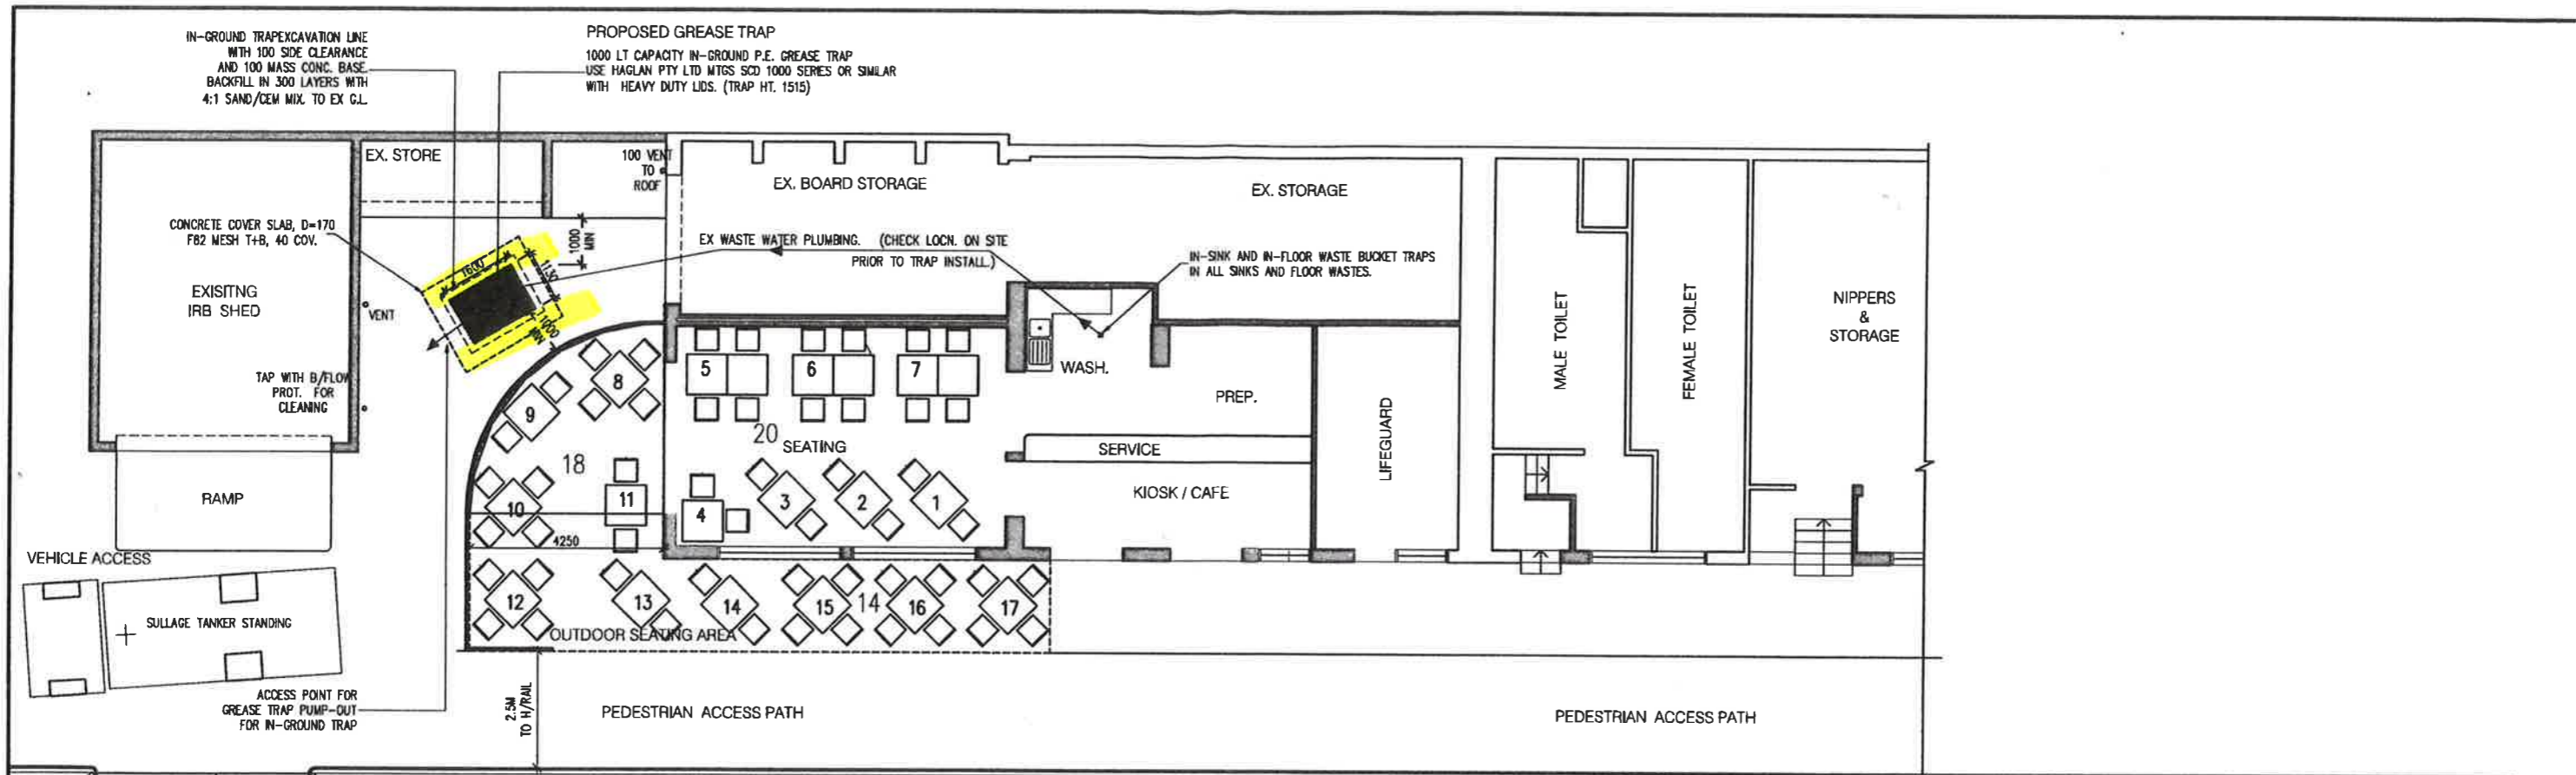 IN-GROUND TRAPEXCAVATION LINE
WITH 100 SIDE CLEARANCE
AND 100 MASS CONC. BASE.
BACKFILL IN 300 LAYERS WITH
4:1 SAND/CEM MIX. TO EX G.L.
PROPOSED GREASE TRAP
1000 LT CAPACITY IN-GROUND P.E. GREASE TRAP
USE HAGLAN PTY LTD MTGS SCD 1000 SERIES OR SIMILAR
WITH HEAVY DUTY LIDS. (TRAP HT. 1515)
EX. STORE
100 VENT
TO
ROOF
EX. BOARD STORAGE
EX. STORAGE
CONCRETE COVER SLAB, D=170
F82 MESH T+B, 40 COV.
1000
MIN
EX WASTE WATER PLUMBING. (CHECK LOCN. ON SITE
PRIOR TO TRAP INSTALL.)
IN-SINK AND IN-FLOOR WASTE BUCKET TRAPS
IN ALL SINKS AND FLOOR WASTES.
1600
1130
1000
MIN
EXISITNG
IRB SHED
VENT
TAP WITH B/FLOW
PROT. FOR
CLEANING
MALE TOILET
FEMALE TOILET
NIPPERS
&
STORAGE
WASH.
PREP.
SERVICE
KIOSK / CAFE
LIFEGUARD
5
6
7
8
9
20
SEATING
18
10
11
4
3
2
1
4250
RAMP
VEHICLE ACCESS
SULLAGE TANKER STANDING
12
13
14
15
14
16
17
OUTDOOR SEATING AREA
ACCESS POINT FOR
GREASE TRAP PUMP-OUT
FOR IN-GROUND TRAP
2.5M
TO H/RAIL
PEDESTRIAN ACCESS PATH
PEDESTRIAN ACCESS PATH